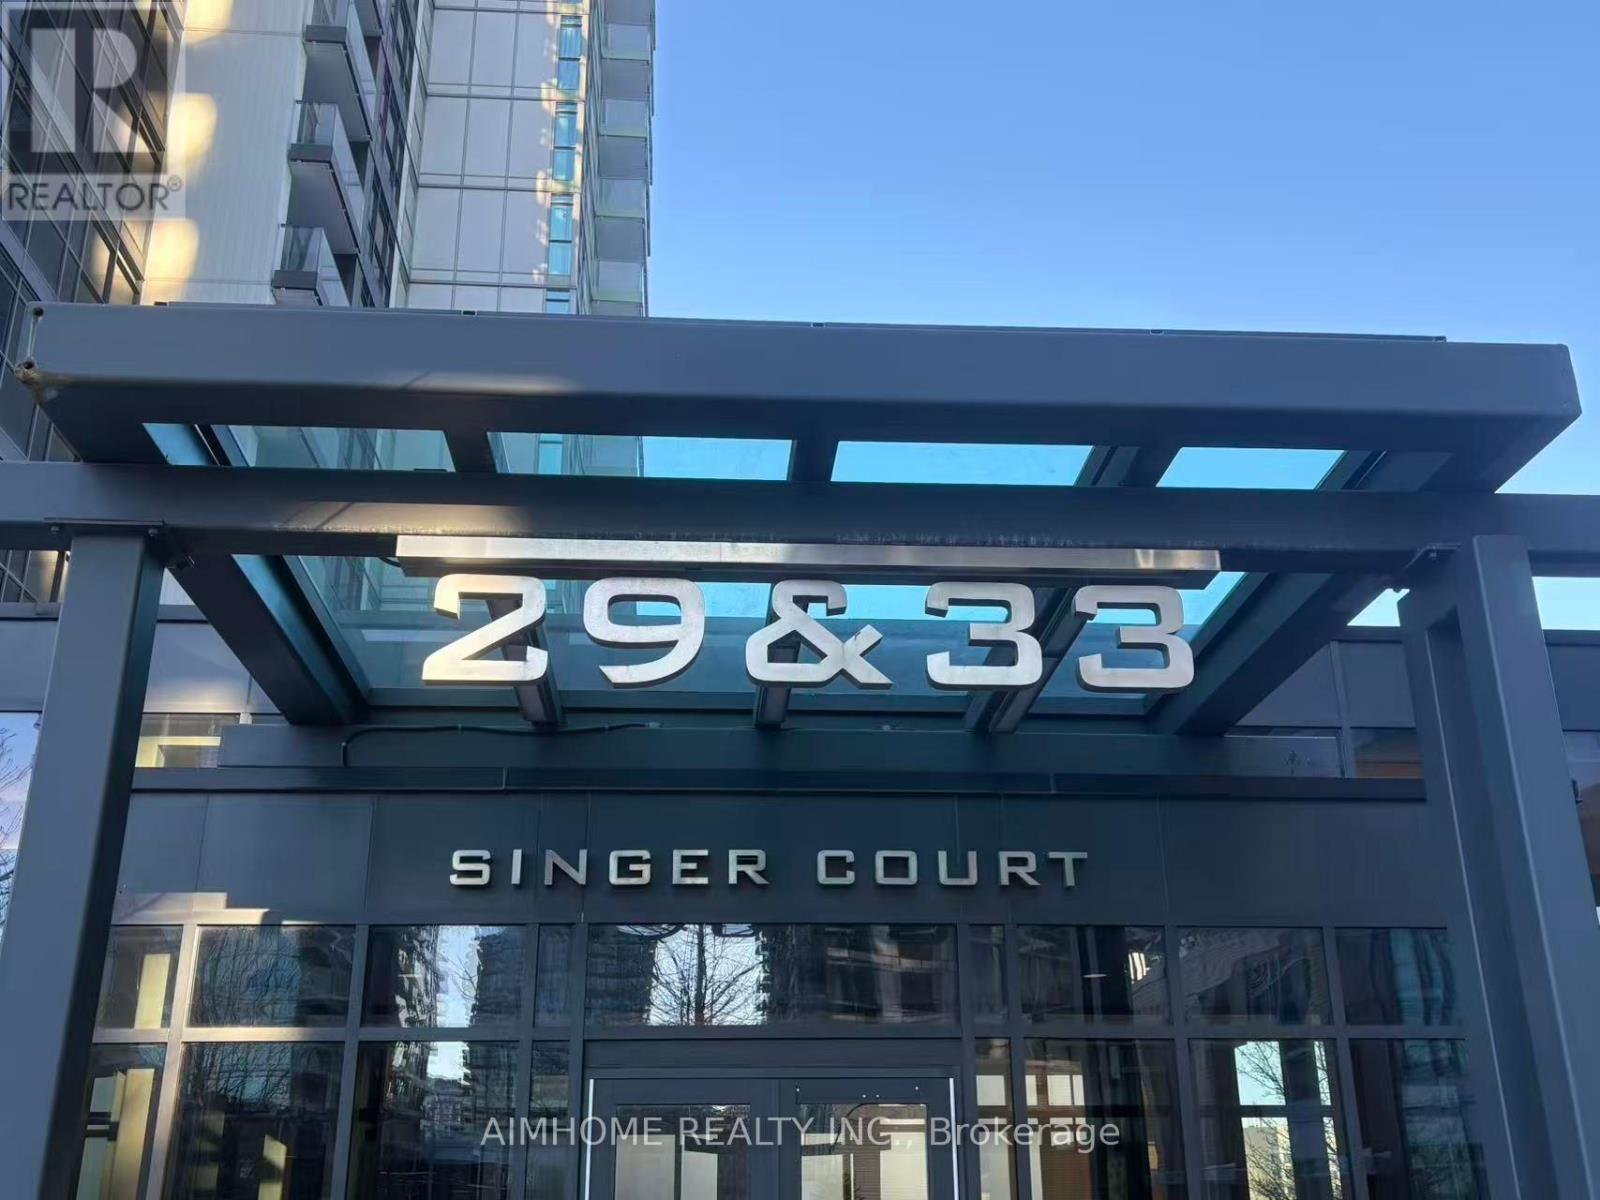 REALTOR®
29&33
SINGER COURT
AIMHOME REALTY INC., Brokerage